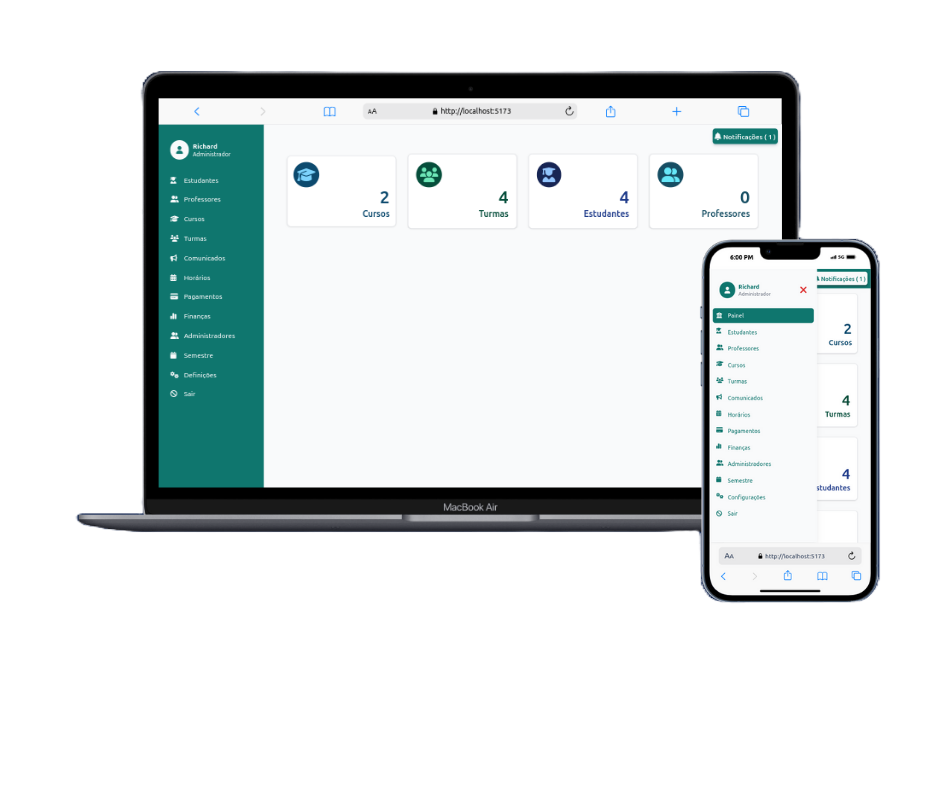 AA
http://localhost:5173
Richard
Administrador
Notificações ( 1 )
Estudantes
Professores
Cursos
Turmas
Comunicados
Horários
Pagamentos
Finanças
Administradores
Semestre
Definições
Sair
2
Cursos
4
Turmas
4
Estudantes
0
Professores
MacBook Air
6:00 PM
5G
Richard
Administrador
Notificações ( 1 )
Painel
Estudantes
Professores
Cursos
Turmas
Comunicados
Horários
Pagamentos
Finanças
Administradores
Semestre
Configurações
Sair
2
Cursos
4
Turmas
4
studantes
AA
http://localhost:5173